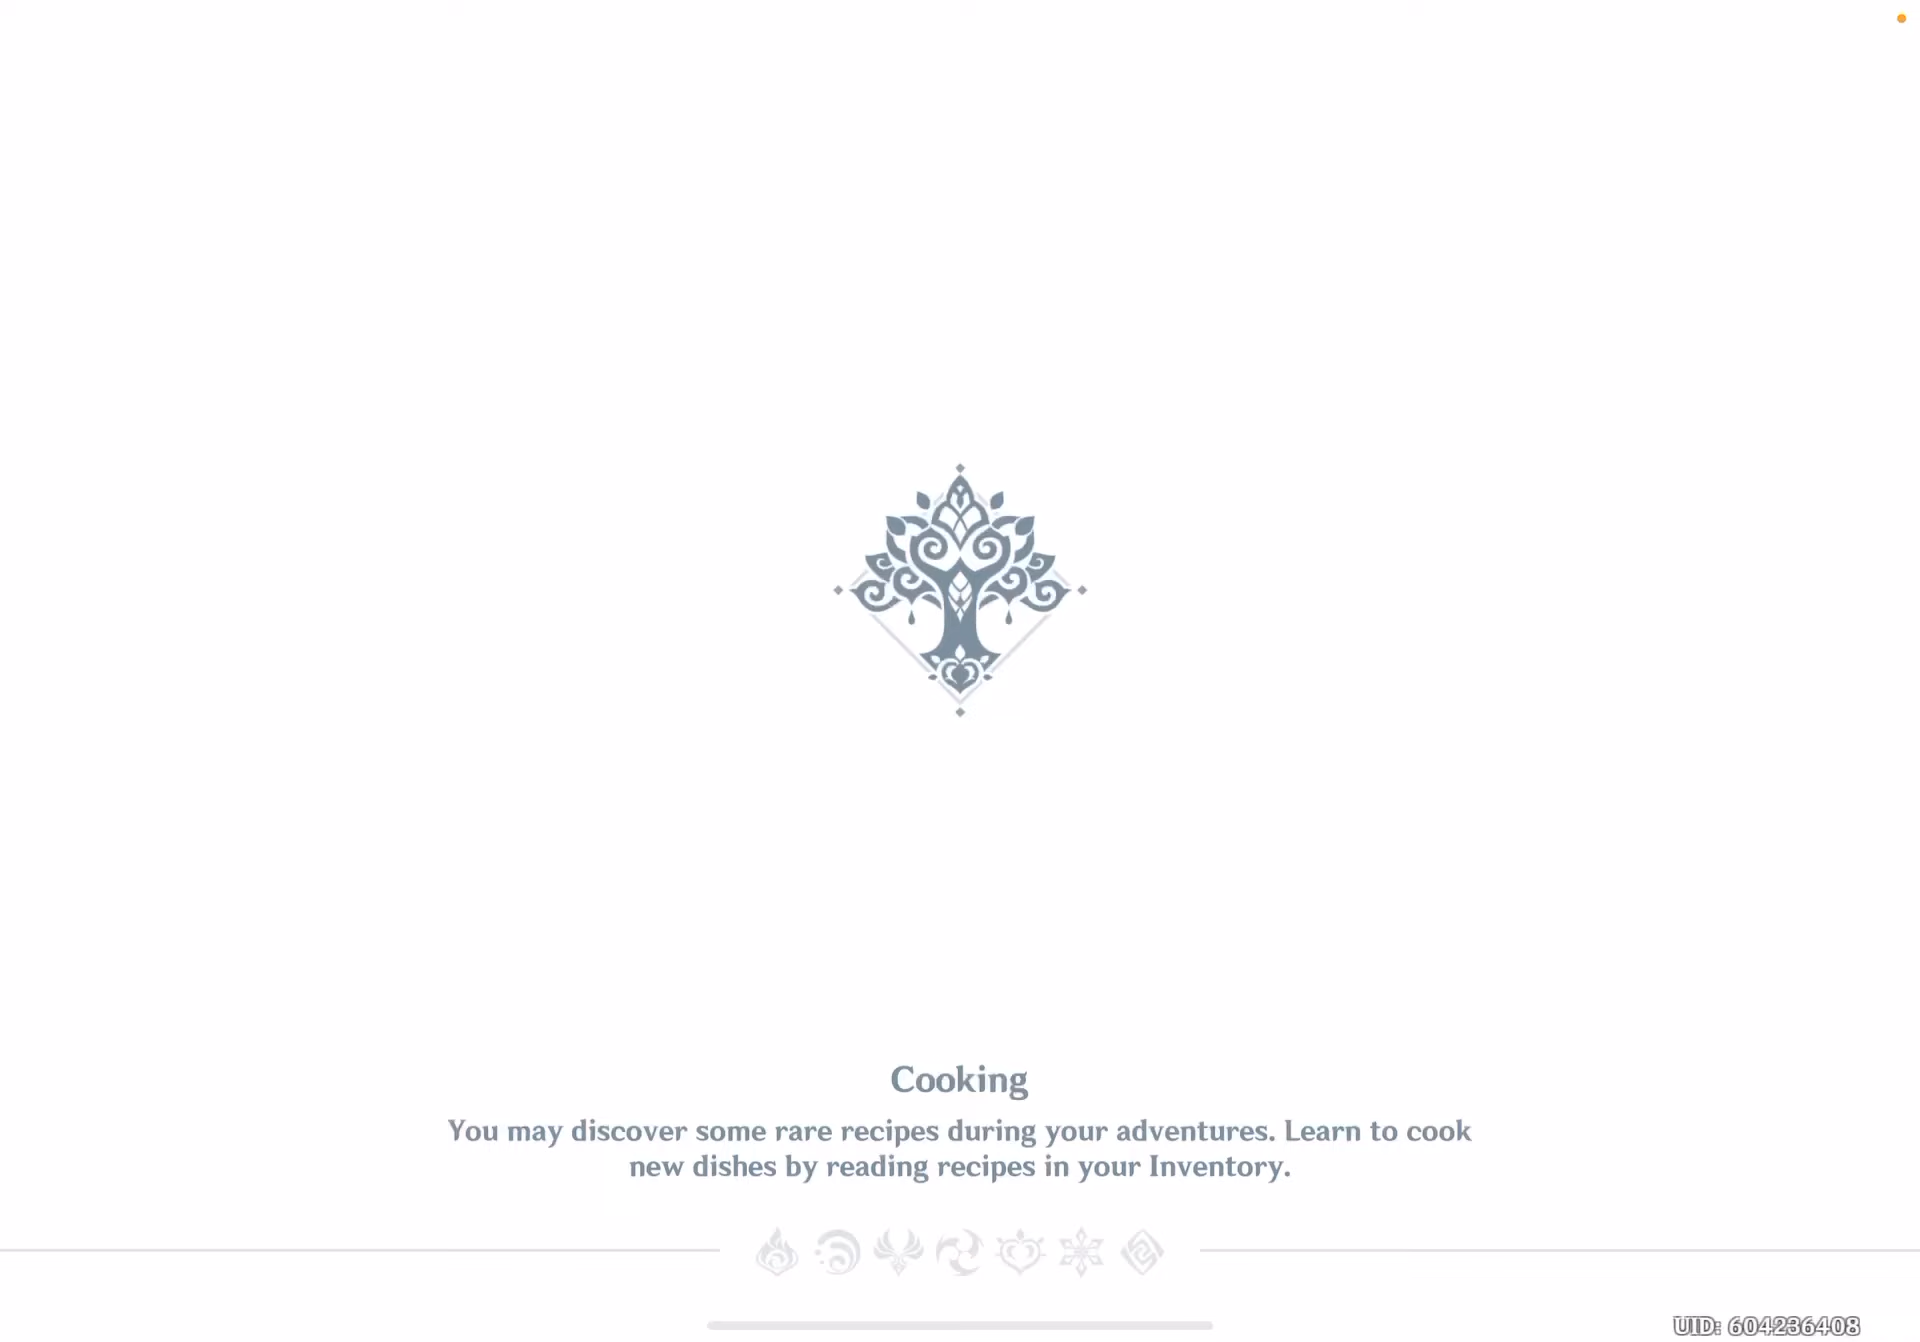 Cooking
You may discover some rare recipes during your adventures. Learn to cook
new dishes by reading recipes in your Inventory.
UID: 604236408